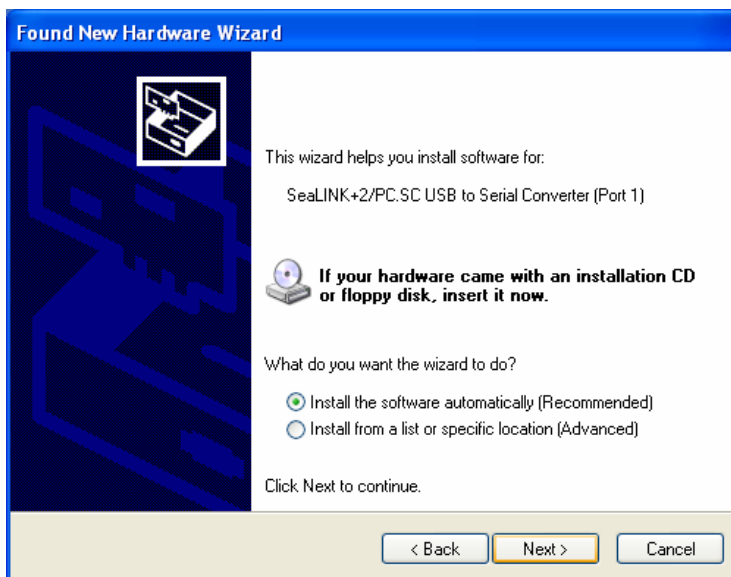 Found New Hardware Wizard
This wizard helps you install software for:
SeaLINK+2/PC.SC USB to Serial Converter (Port 1)
If your hardware came with an installation CD
or floppy disk, insert it now.
What do you want the wizard to do?
Install the software automatically (Recommended)
Install from a list or specific location (Advanced)
Click Next to continue.
< Back Next > Cancel